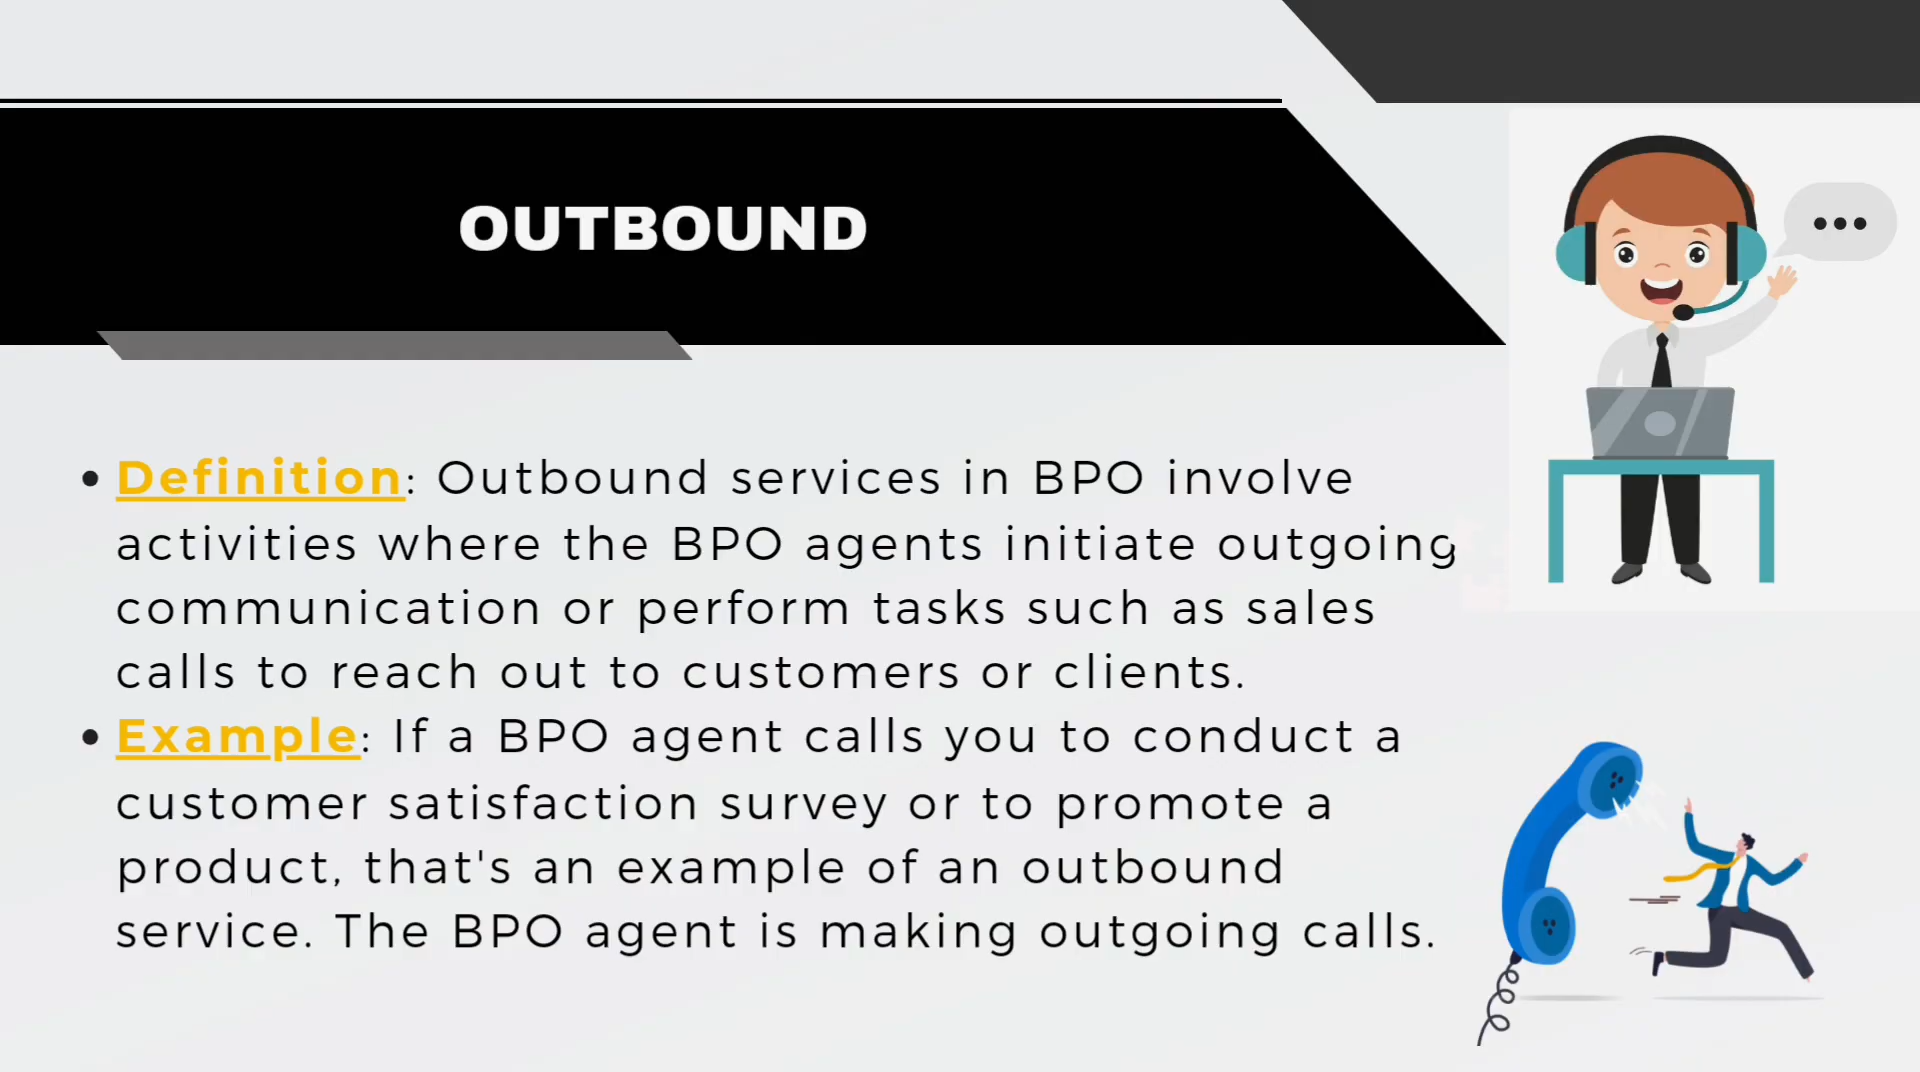 OUTBOUND
• Definition: Outbound services in BPO involve
activities where the BPO agents initiate outgoing
communication or perform tasks such as sales
calls to reach out to customers or clients.
• Example: If a BPO agent calls you to conduct a
customer satisfaction survey or to promote a
product, that's an example of an outbound
service. The BPO agent is making outgoing calls.